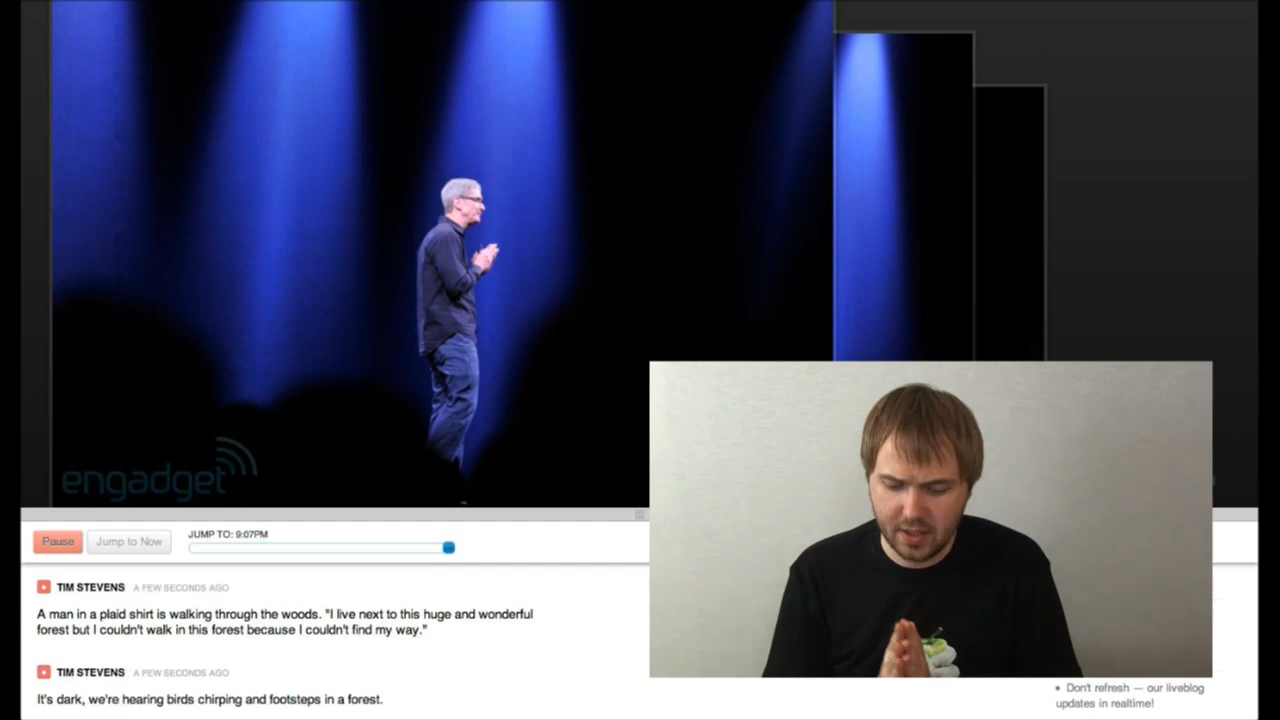 engadget
Pause
Jump to Now
JUMP TO: 9:07PM
TIM STEVENS A FEW SECONDS AGO
A man in a plaid shirt is walking through the woods. "I live next to this huge and wonderful
forest but I couldn't walk in this forest because I couldn't find my way."
TIM STEVENS A FEW SECONDS AGO
It's dark, we're hearing birds chirping and footsteps in a forest.
• Don't refresh — our liveblog
updates in realtime!